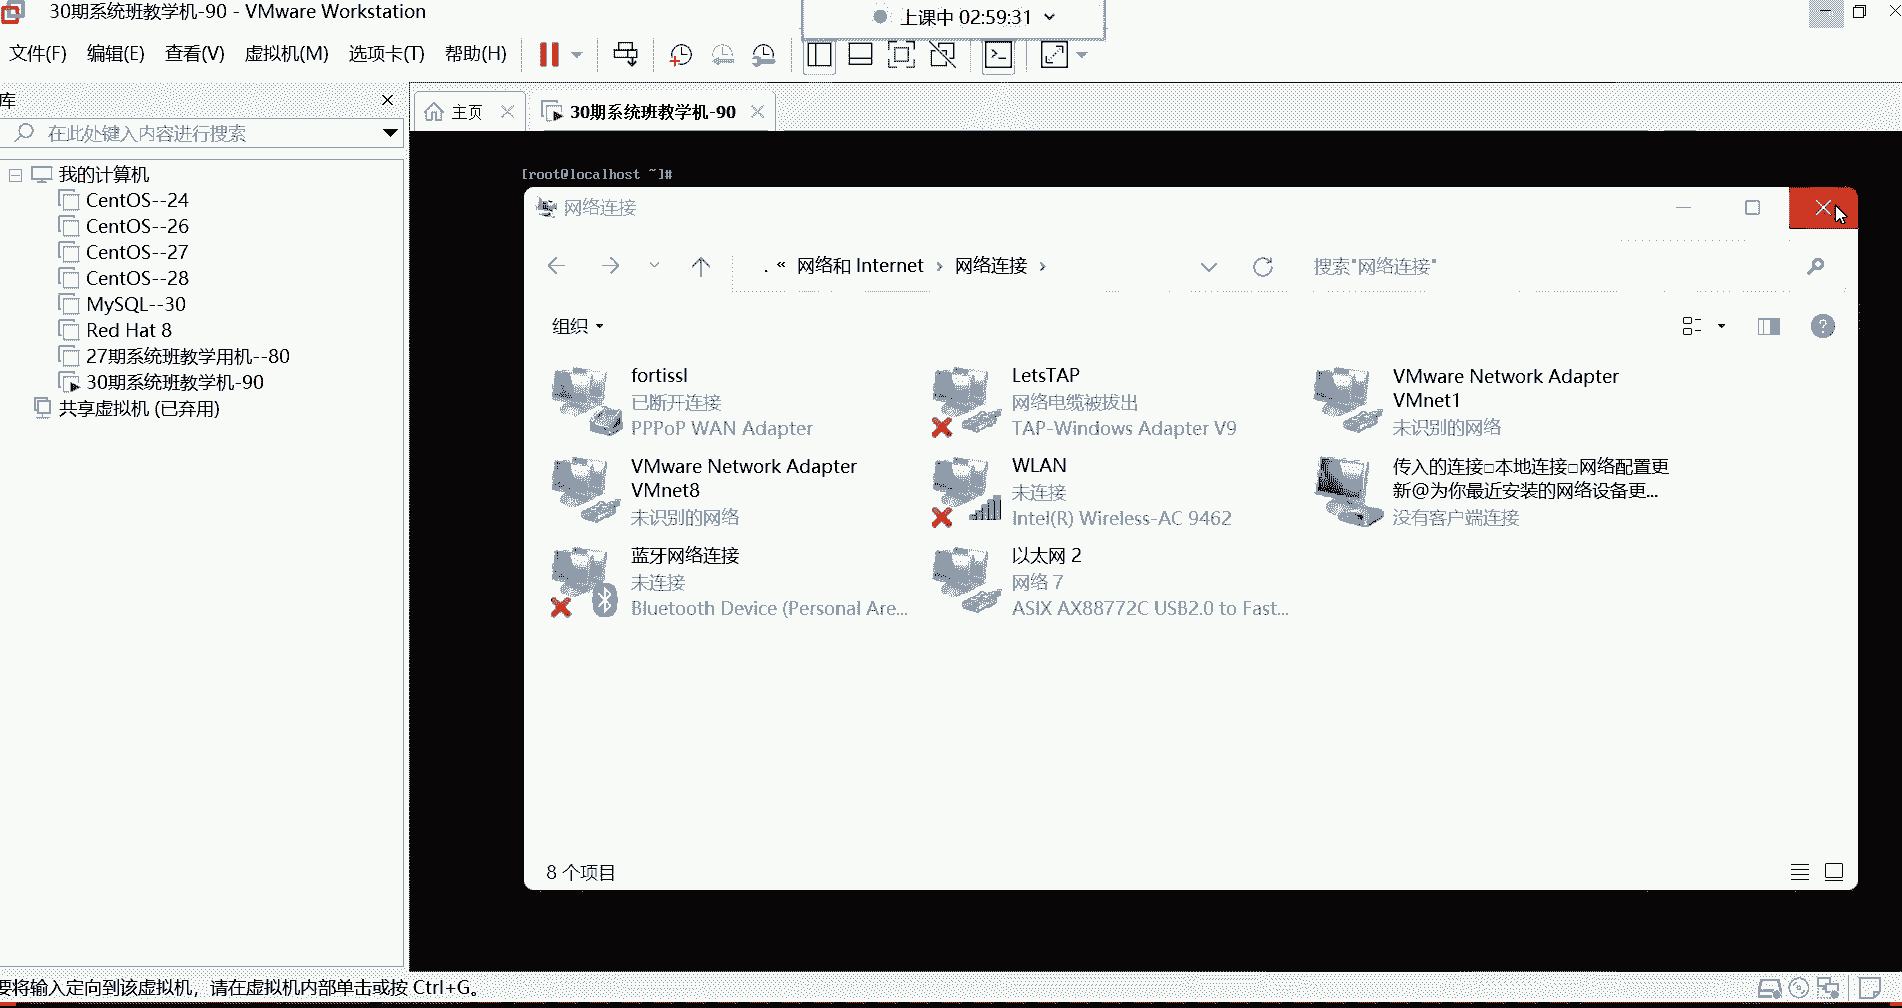 30期系统班教学机-90 - VMware Workstation
上课中 02:59:31
文件(F) 编辑(E) 查看(V) 虚拟机(M) 选项卡(T) 帮助(H)
库
在此处键入内容进行搜索
主页
30期系统班教学机-90
我的计算机
CentOS--24
CentOS--26
CentOS--27
CentOS--28
MySQL--30
Red Hat 8
27期系统班教学用机--80
30期系统班教学机-90
共享虚拟机 (已弃用)
[root@localhost ~]#
网络连接
« 网络和 Internet › 网络连接 ›
搜索"网络连接"
组织
fortissl
已断开连接
PPPoP WAN Adapter
LetsTAP
网络电缆被拔出
TAP-Windows Adapter V9
VMware Network Adapter
VMnet1
未识别的网络
VMware Network Adapter
VMnet8
未识别的网络
WLAN
未连接
Intel(R) Wireless-AC 9462
传入的连接□本地连接□网络配置更
新@为你最近安装的网络设备更...
没有客户端连接
蓝牙网络连接
未连接
Bluetooth Device (Personal Are...
以太网 2
网络 7
ASIX AX88772C USB2.0 to Fast...
8 个项目
要将输入定向到该虚拟机，请在虚拟机内部单击或按 Ctrl+G。